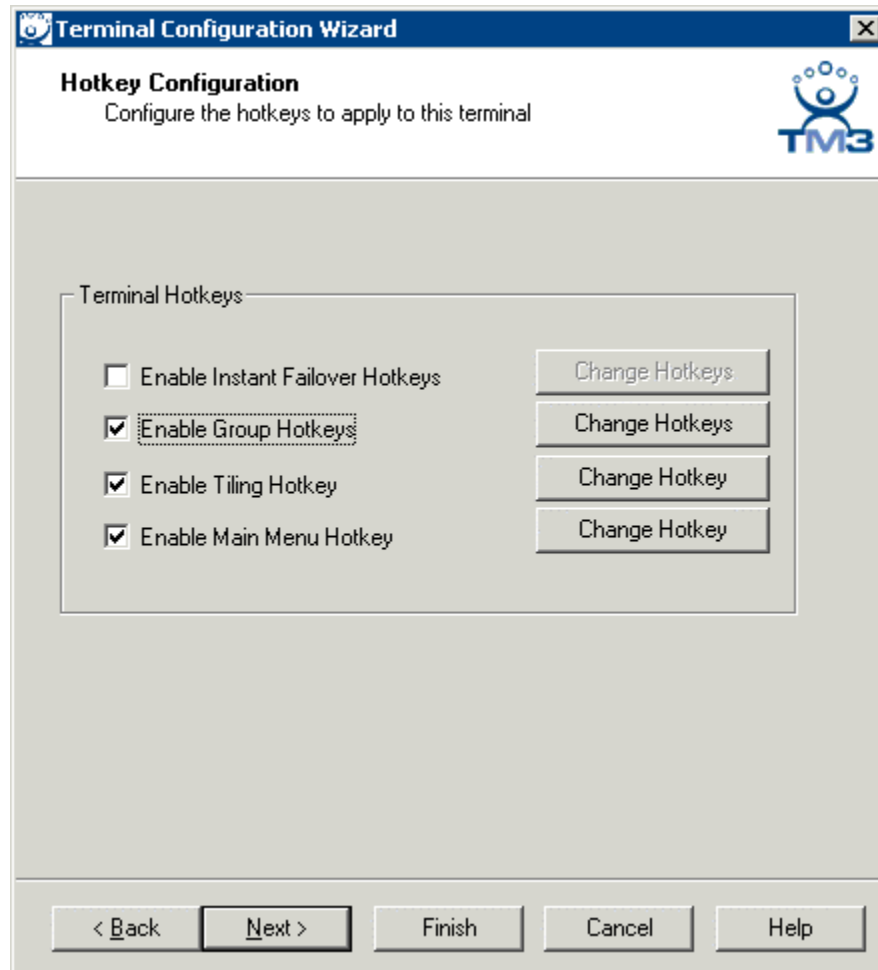 Terminal Configuration Wizard
Hotkey Configuration
Configure the hotkeys to apply to this terminal
TM3
Terminal Hotkeys
Enable Instant Failover Hotkeys
Change Hotkeys
Enable Group Hotkeys
Change Hotkeys
Enable Tiling Hotkey
Change Hotkey
Enable Main Menu Hotkey
Change Hotkey
< Back
Next >
Finish
Cancel
Help